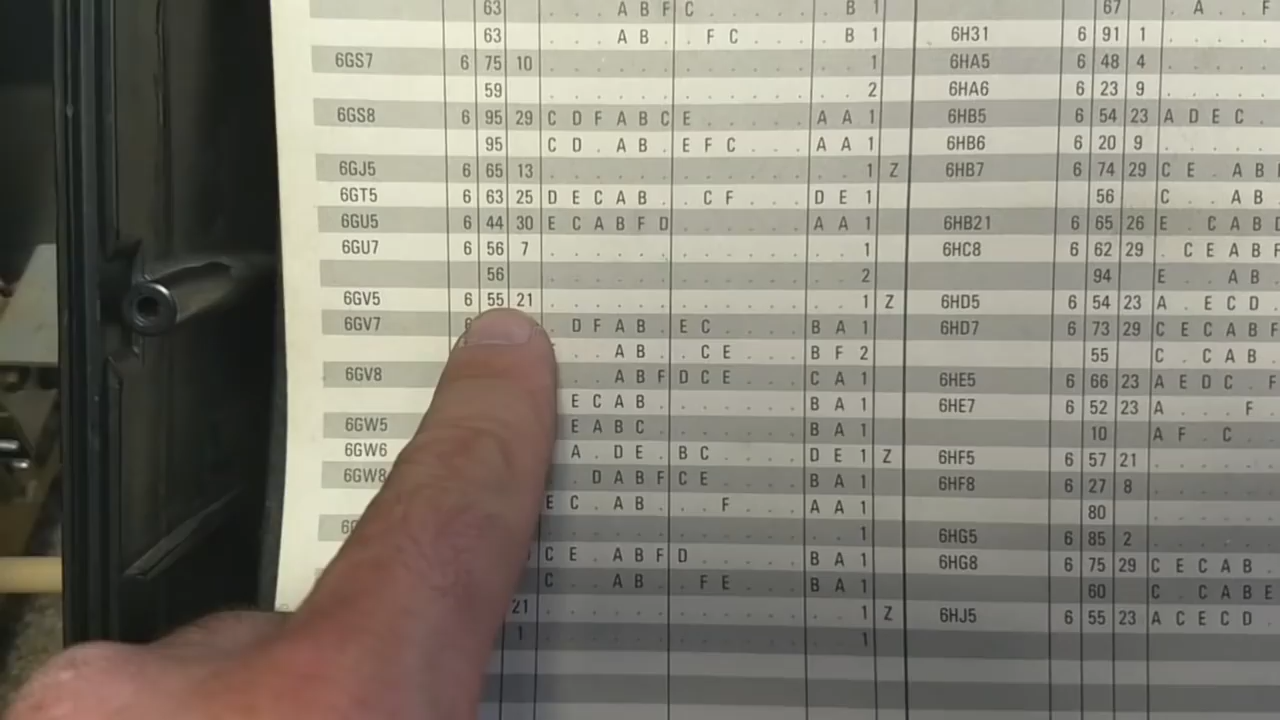 63 . . . A B F C . . . . . B 1
63 . . . A B . . F C . . . . B 1
6GS7 6 75 10 . . . . . . . . . . . . 1
59 . . . . . . . . . . . . 2
6GS8 6 95 29 C D F A B C E . . . . A A 1
95 C D . A B . E F C . . . A A 1
6GJ5 6 65 13 . . . . . . . . . . . . 1 Z
6GT5 6 63 25 D E C A B . . C F . . . D E 1
6GU5 6 44 30 E C A B F D . . . . . . A A 1
6GU7 6 56 7 . . . . . . . . . . . . 1
56 . . . . . . . . . . . . 2
6GV5 6 55 21 . . . . . . . . . . . . 1 Z
6GV7 6 . D F A B . E C . . . . B A 1
. . A B . . C E . . . B F 2
6GV8 . . A B F D C E . . . C A 1
E C A B . . . . . . . B A 1
6GW5 E A B C . . . . . . . B A 1
6GW6 A . D E . B C . . . . D E 1 Z
6GW8 . D A B F C E . . . . B A 1
E C . A B . . . F . . . A A 1
. . . . . . . . . . . . 1
C E . A B F D . . . . . B A 1
C . . A B . . F E . . . B A 1
21 . . . . . . . . . . . . 1 Z
1 . . . . . . . . . . . . 1
67 . A . . F
6H31 6 91 1 . . . . . .
6HA5 6 48 4 . . . . . .
6HA6 6 23 9 . . . . . .
6HB5 6 54 23 A D E C .
6HB6 6 20 9 . . . . . .
6HB7 6 74 29 C E . A B
56 C . . A B
6HB21 6 65 26 E . C A B
6HC8 6 62 29 . C E A B F
94 E . . A B
6HD5 6 54 23 A . E C D
6HD7 6 73 29 C E C A B F
55 C . C A B .
6HE5 6 66 23 A E D C . F
6HE7 6 52 23 A . . . F .
10 A F . C . .
6HF5 6 57 21 . . . . . .
6HF8 6 27 8 . . . . . .
80 . . . . . .
6HG5 6 85 2 . . . . . .
6HG8 6 75 29 C E C A B .
60 C . C A B E
6HJ5 6 55 23 A C E C D .